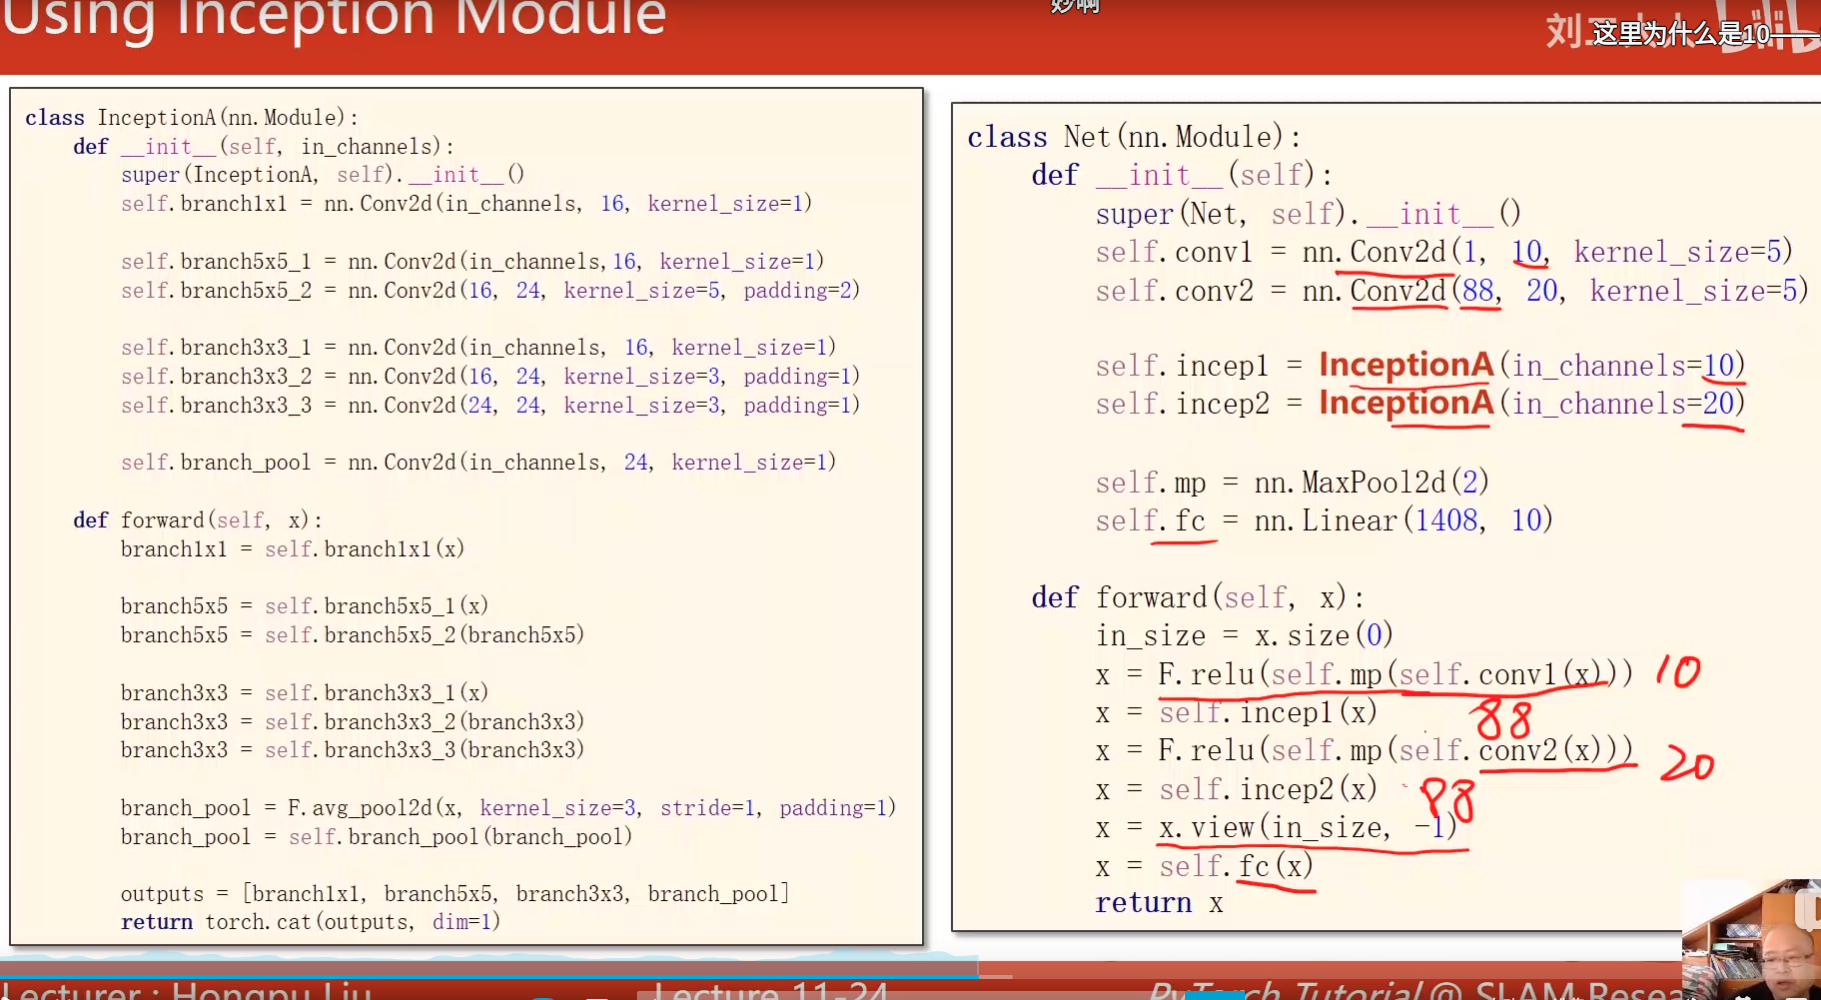 Using Inception Module
妙啊
这里为什么是10——
class InceptionA(nn.Module):
def __init__(self, in_channels):
super(InceptionA, self).__init__()
self.branch1x1 = nn.Conv2d(in_channels, 16, kernel_size=1)
self.branch5x5_1 = nn.Conv2d(in_channels,16, kernel_size=1)
self.branch5x5_2 = nn.Conv2d(16, 24, kernel_size=5, padding=2)
self.branch3x3_1 = nn.Conv2d(in_channels, 16, kernel_size=1)
self.branch3x3_2 = nn.Conv2d(16, 24, kernel_size=3, padding=1)
self.branch3x3_3 = nn.Conv2d(24, 24, kernel_size=3, padding=1)
self.branch_pool = nn.Conv2d(in_channels, 24, kernel_size=1)
def forward(self, x):
branch1x1 = self.branch1x1(x)
branch5x5 = self.branch5x5_1(x)
branch5x5 = self.branch5x5_2(branch5x5)
branch3x3 = self.branch3x3_1(x)
branch3x3 = self.branch3x3_2(branch3x3)
branch3x3 = self.branch3x3_3(branch3x3)
branch_pool = F.avg_pool2d(x, kernel_size=3, stride=1, padding=1)
branch_pool = self.branch_pool(branch_pool)
outputs = [branch1x1, branch5x5, branch3x3, branch_pool]
return torch.cat(outputs, dim=1)
class Net(nn.Module):
def __init__(self):
super(Net, self).__init__()
self.conv1 = nn.Conv2d(1, 10, kernel_size=5)
self.conv2 = nn.Conv2d(88, 20, kernel_size=5)
self.incep1 = InceptionA(in_channels=10)
self.incep2 = InceptionA(in_channels=20)
self.mp = nn.MaxPool2d(2)
self.fc = nn.Linear(1408, 10)
def forward(self, x):
in_size = x.size(0)
x = F.relu(self.mp(self.conv1(x))) 10
x = self.incep1(x) 88
x = F.relu(self.mp(self.conv2(x))) 20
x = self.incep2(x) 88
x = x.view(in_size, -1)
x = self.fc(x)
return x
Lecturer : Hongpu Liu
Lecture 11-24
PyTorch Tutorial @ SLAM Resea